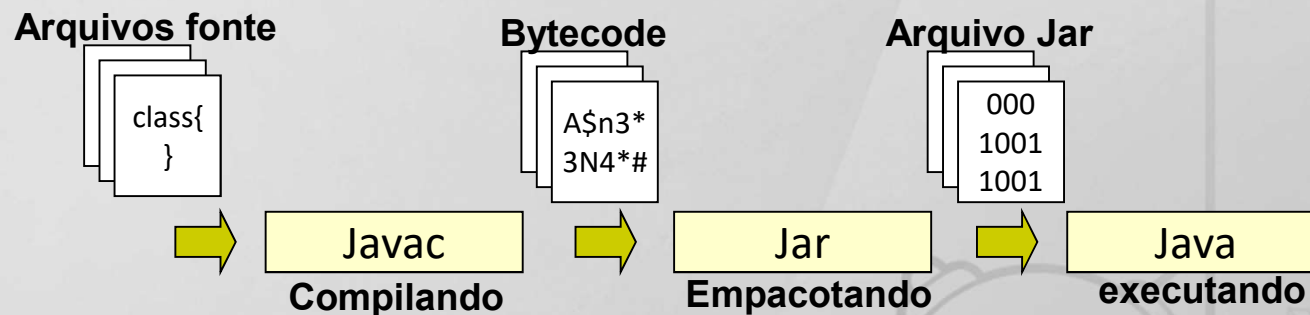 Arquivos fonte
class{
}
Bytecode
A$n3*
3N4*#
Arquivo Jar
000
1001
1001
Javac
Compilando
Jar
Empacotando
Java
executando